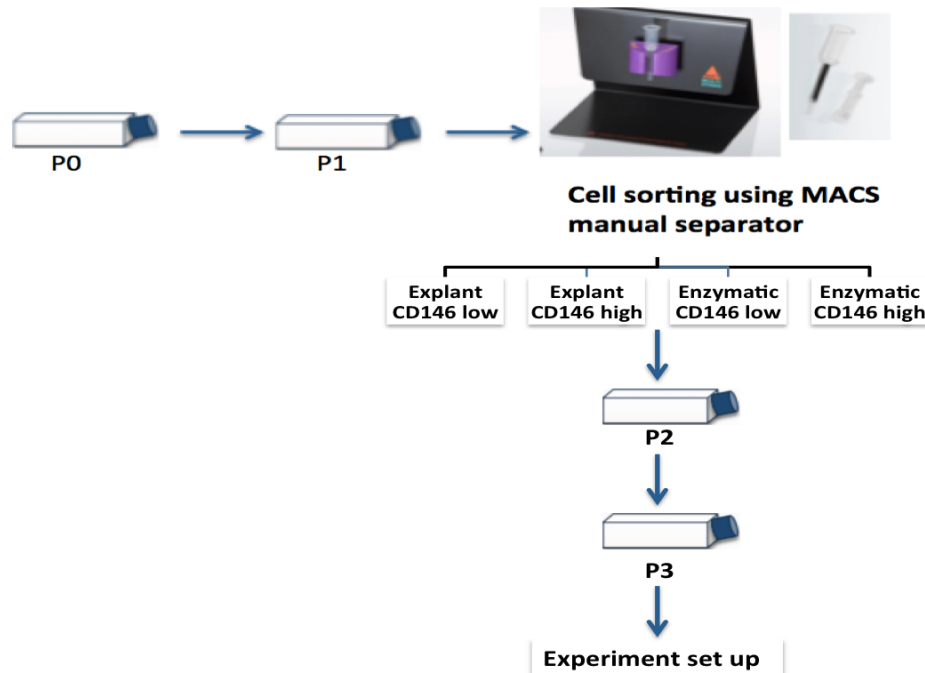 P0
P1
Cell sorting using MACS
manual separator
Explant
CD146 low
Explant
CD146 high
Enzymatic
CD146 low
Enzymatic
CD146 high
P2
P3
Experiment set up